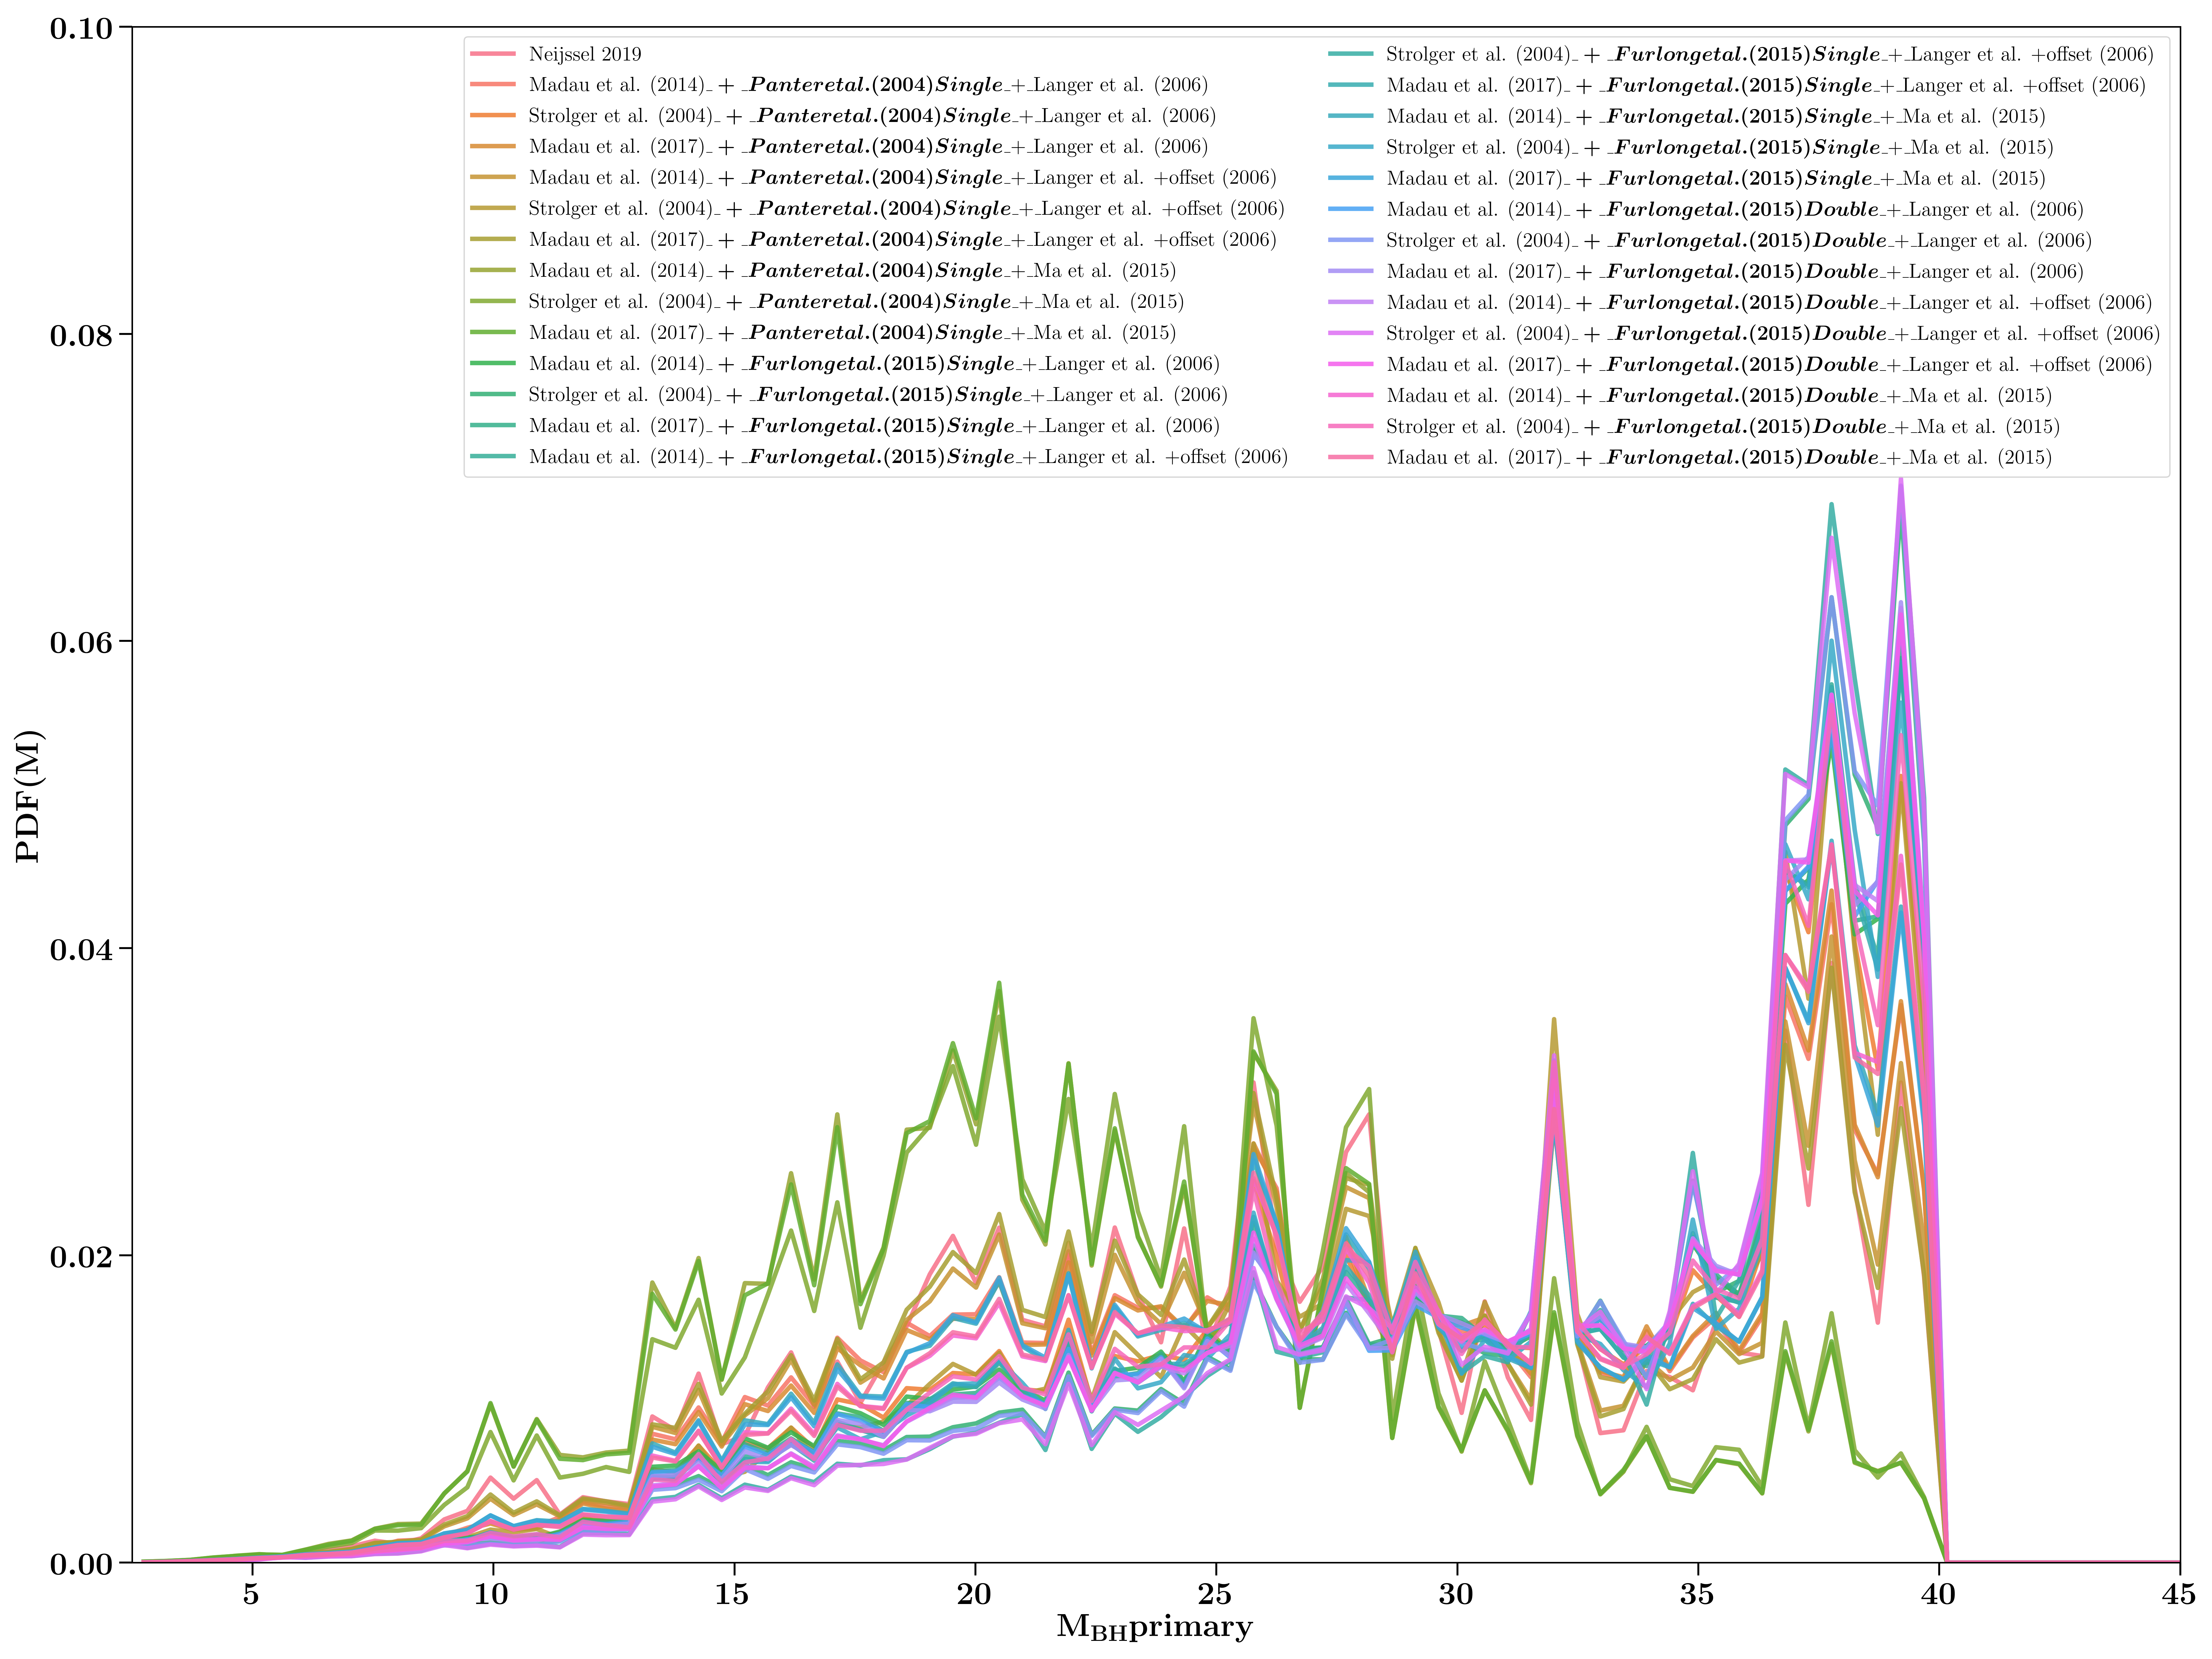 0.10
0.08
0.06
0.04
0.02
0.00
PDF(M)
Neijssel 2019
Madau et al. (2014)_ + _Panteretal.(2004)Single_+_Langer et al. (2006)
Strolger et al. (2004)_ + _Panteretal.(2004)Single_+_Langer et al. (2006)
Madau et al. (2017)_ + _Panteretal.(2004)Single_+_Langer et al. (2006)
Madau et al. (2014)_ + _Panteretal.(2004)Single_+_Langer et al. +offset (2006)
Strolger et al. (2004)_ + _Panteretal.(2004)Single_+_Langer et al. +offset (2006)
Madau et al. (2017)_ + _Panteretal.(2004)Single_+_Langer et al. +offset (2006)
Madau et al. (2014)_ + _Panteretal.(2004)Single_+_Ma et al. (2015)
Strolger et al. (2004)_ + _Panteretal.(2004)Single_+_Ma et al. (2015)
Madau et al. (2017)_ + _Panteretal.(2004)Single_+_Ma et al. (2015)
Madau et al. (2014)_ + _Furlongetal.(2015)Single_+_Langer et al. (2006)
Strolger et al. (2004)_ + _Furlongetal.(2015)Single_+_Langer et al. (2006)
Madau et al. (2017)_ + _Furlongetal.(2015)Single_+_Langer et al. (2006)
Madau et al. (2014)_ + _Furlongetal.(2015)Single_+_Langer et al. +offset (2006)
Strolger et al. (2004)_ + _Furlongetal.(2015)Single_+_Langer et al. +offset (2006)
Madau et al. (2017)_ + _Furlongetal.(2015)Single_+_Langer et al. +offset (2006)
Madau et al. (2014)_ + _Furlongetal.(2015)Single_+_Ma et al. (2015)
Strolger et al. (2004)_ + _Furlongetal.(2015)Single_+_Ma et al. (2015)
Madau et al. (2017)_ + _Furlongetal.(2015)Single_+_Ma et al. (2015)
Madau et al. (2014)_ + _Furlongetal.(2015)Double_+_Langer et al. (2006)
Strolger et al. (2004)_ + _Furlongetal.(2015)Double_+_Langer et al. (2006)
Madau et al. (2017)_ + _Furlongetal.(2015)Double_+_Langer et al. (2006)
Madau et al. (2014)_ + _Furlongetal.(2015)Double_+_Langer et al. +offset (2006)
Strolger et al. (2004)_ + _Furlongetal.(2015)Double_+_Langer et al. +offset (2006)
Madau et al. (2017)_ + _Furlongetal.(2015)Double_+_Langer et al. +offset (2006)
Madau et al. (2014)_ + _Furlongetal.(2015)Double_+_Ma et al. (2015)
Strolger et al. (2004)_ + _Furlongetal.(2015)Double_+_Ma et al. (2015)
Madau et al. (2017)_ + _Furlongetal.(2015)Double_+_Ma et al. (2015)
5 10 15 20 25 30 35 40 45
M_BHprimary